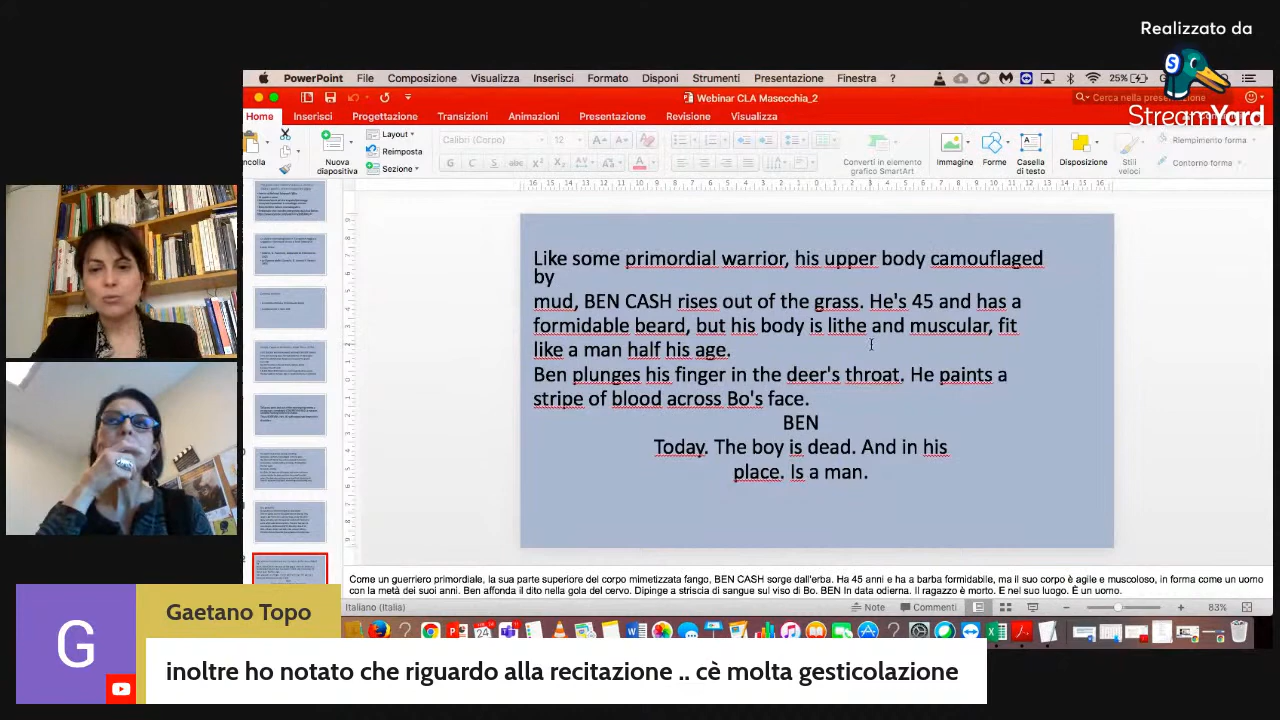 Realizzato da
StreamYard
PowerPoint File Composizione Visualizza Inserisci Formato Disponi Strumenti Presentazione Finestra ? 25%
Webinar CLA Masecchia_2
Cerca nella presentazione
Home Inserisci Progettazione Transizioni Animazioni Presentazione Revisione Visualizza
Nuova diapositiva
Layout
Reimposta
Sezione
Calibri (Corpo) 12
Converti in elemento grafico SmartArt
Immagine Forme Casella di testo
Disposizione Stili veloci
Riempimento forma
Contorno forma
Like some primordial warrior, his upper body camouflaged
by
mud, BEN CASH rises out of the grass. He's 45 and has a
formidable beard, but his body is lithe and muscular, fit
like a man half his age.
Ben plunges his finger in the deer's throat. He paints a
stripe of blood across Bo's face.
BEN
Today. The boy is dead. And in his
place. Is a man.
Come un guerriero primordiale, la sua parte superiore del corpo mimetizzata fango, BEN CASH sorge dall'erba. Ha 45 anni e ha a barba formidabile, ma il suo corpo è agile e muscoloso, in forma come un uomo
con la metà dei suoi anni. Ben affonda il dito nella gola del cervo. Dipinge a striscia di sangue sul viso di Bo. BEN In data odierna. Il ragazzo è morto. E nel suo luogo. È un uomo.
Italiano (Italia) Note Commenti 83%
G
Gaetano Topo
inoltre ho notato che riguardo alla recitazione .. cè molta gesticolazione